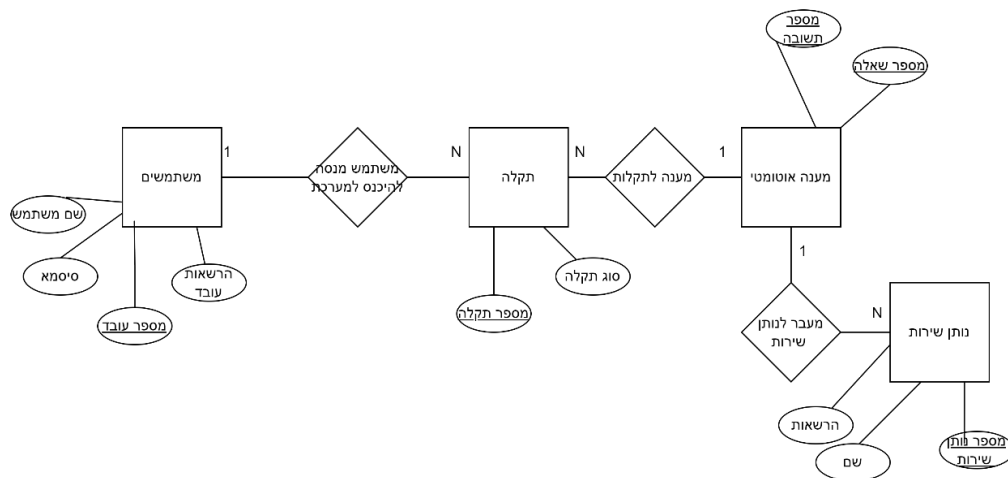 מספר
תשובה
מספר שאלה
משתמשים
1
משתמש מנסה
להיכנס למערכת
N
תקלה
N
מענה לתקלות
1
מענה אוטומטי
שם משתמש
סיסמא
מספר עובד
הרשאות
עובד
סוג תקלה
מספר תקלה
1
מעבר לנותן
שירות
N
נותן שירות
הרשאות
שם
מספר נותן
שירות